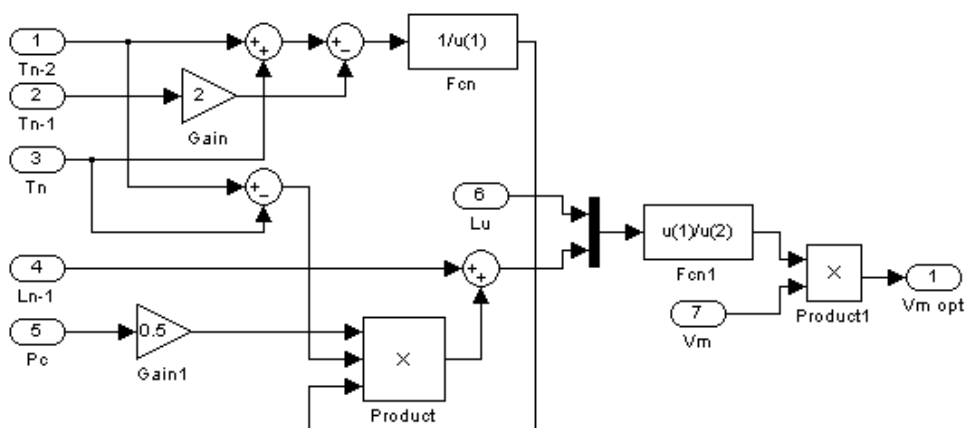 1
Tn-2
2
Tn-1
3
Tn
4
Ln-1
5
Pc
+
+
+
−
2
Gain
1/u(1)
Fcn
+
−
6
Lu
+
+
0.5
Gain1
×
Product
u(1)/u(2)
Fcn1
7
Vm
×
Product1
1
Vm opt